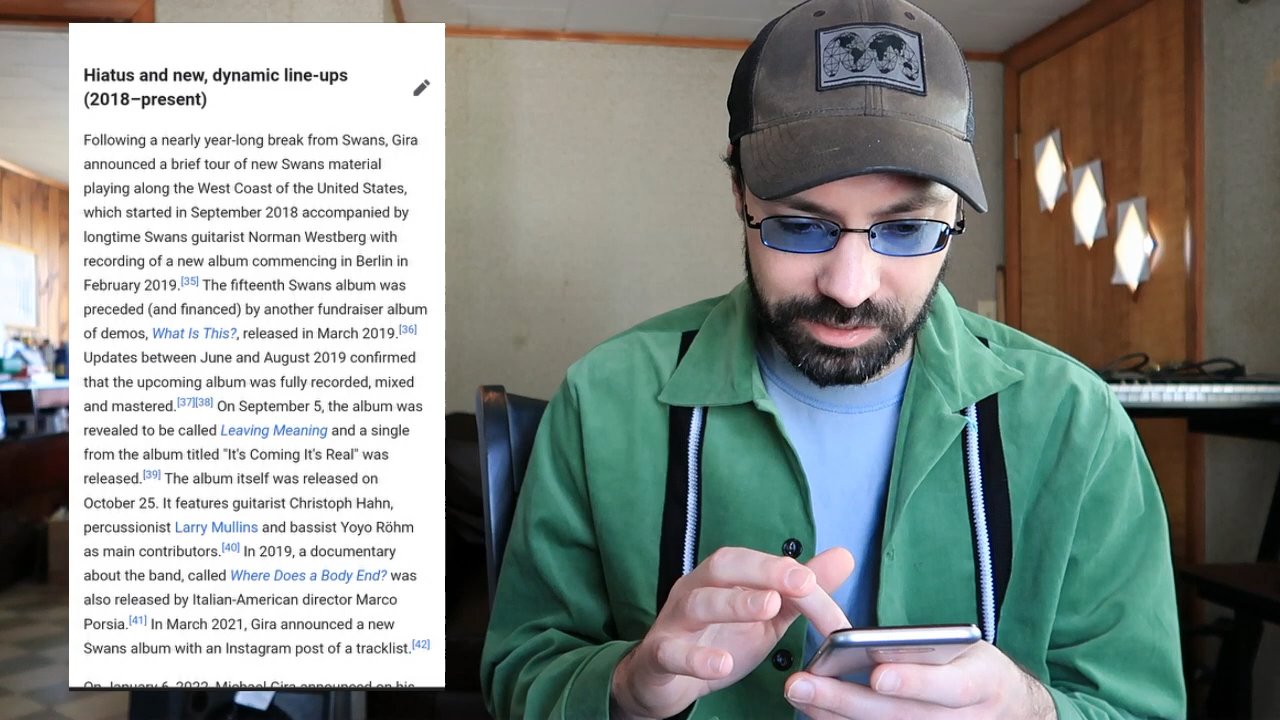 Hiatus and new, dynamic line-ups
(2018–present)
Following a nearly year-long break from Swans, Gira
announced a brief tour of new Swans material
playing along the West Coast of the United States,
which started in September 2018 accompanied by
longtime Swans guitarist Norman Westberg with
recording of a new album commencing in Berlin in
February 2019.[35] The fifteenth Swans album was
preceded (and financed) by another fundraiser album
of demos, What Is This?, released in March 2019.[36]
Updates between June and August 2019 confirmed
that the upcoming album was fully recorded, mixed
and mastered.[37][38] On September 5, the album was
revealed to be called Leaving Meaning and a single
from the album titled "It's Coming It's Real" was
released.[39] The album itself was released on
October 25. It features guitarist Christoph Hahn,
percussionist Larry Mullins and bassist Yoyo Röhm
as main contributors.[40] In 2019, a documentary
about the band, called Where Does a Body End? was
also released by Italian-American director Marco
Porsia.[41] In March 2021, Gira announced a new
Swans album with an Instagram post of a tracklist.[42]
On January 6, 2022, Michael Gira announced on his